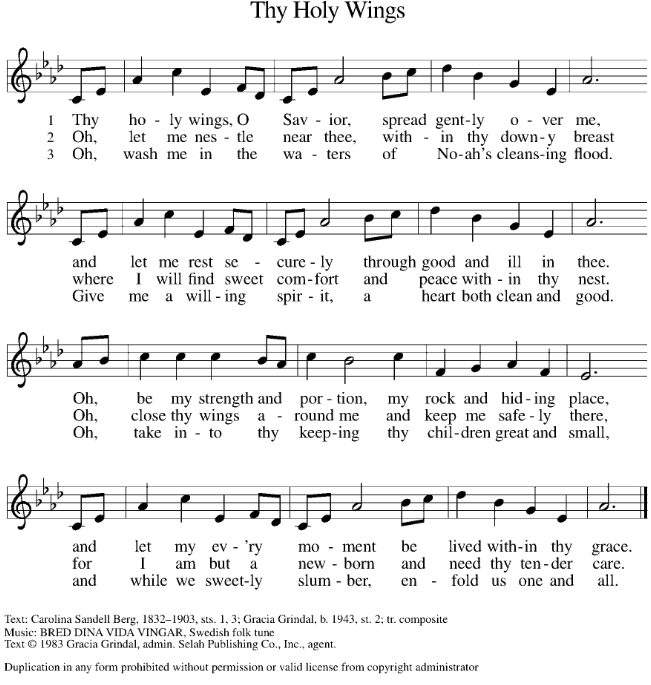 Thy Holy Wings
1 Thy ho - ly wings, O Sav - ior, spread gent - ly o - ver me,
2 Oh, let me nes - tle near thee, with - in thy down - y breast
3 Oh, wash me in the wa - ters of No - ah's cleans - ing flood.
and let me rest se - cure - ly through good and ill in thee.
where I will find sweet com - fort and peace with - in thy nest.
Give me a will - ing spir - it, a heart both clean and good.
Oh, be my strength and por - tion, my rock and hid - ing place,
Oh, close thy wings a - round me and keep me safe - ly there,
Oh, take in - to thy keep - ing thy chil - dren great and small,
and let my ev - 'ry mo - ment be lived with - in thy grace.
for I am but a new - born and need thy ten - der care.
and while we sweet - ly slum - ber, en - fold us one and all.
Text: Carolina Sandell Berg, 1832–1903, sts. 1, 3; Gracia Grindal, b. 1943, st. 2; tr. composite
Music: BRED DINA VIDA VINGAR, Swedish folk tune
Text © 1983 Gracia Grindal, admin. Selah Publishing Co., Inc., agent.
Duplication in any form prohibited without permission or valid license from copyright administrator